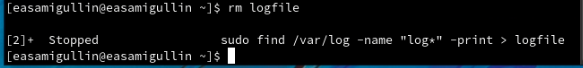 [easamigullin@easamigullin ~]$ rm logfile
[2]+  Stopped                 sudo find /var/log -name "log*" -print > logfile
[easamigullin@easamigullin ~]$